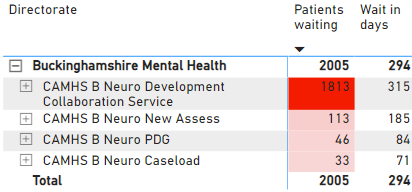 Directorate Patients waiting Wait in days
Buckinghamshire Mental Health 2005 294
CAMHS B Neuro Development Collaboration Service 1813 315
CAMHS B Neuro New Assess 113 185
CAMHS B Neuro PDG 46 84
CAMHS B Neuro Caseload 33 71
Total 2005 294